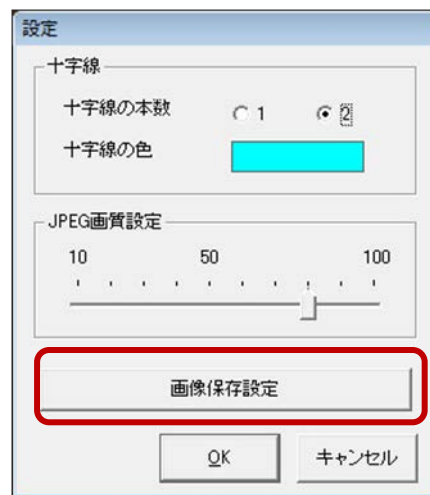 設定
十字線
十字線の本数 1 2
十字線の色
JPEG画質設定
10 50 100
画像保存設定
OK キャンセル